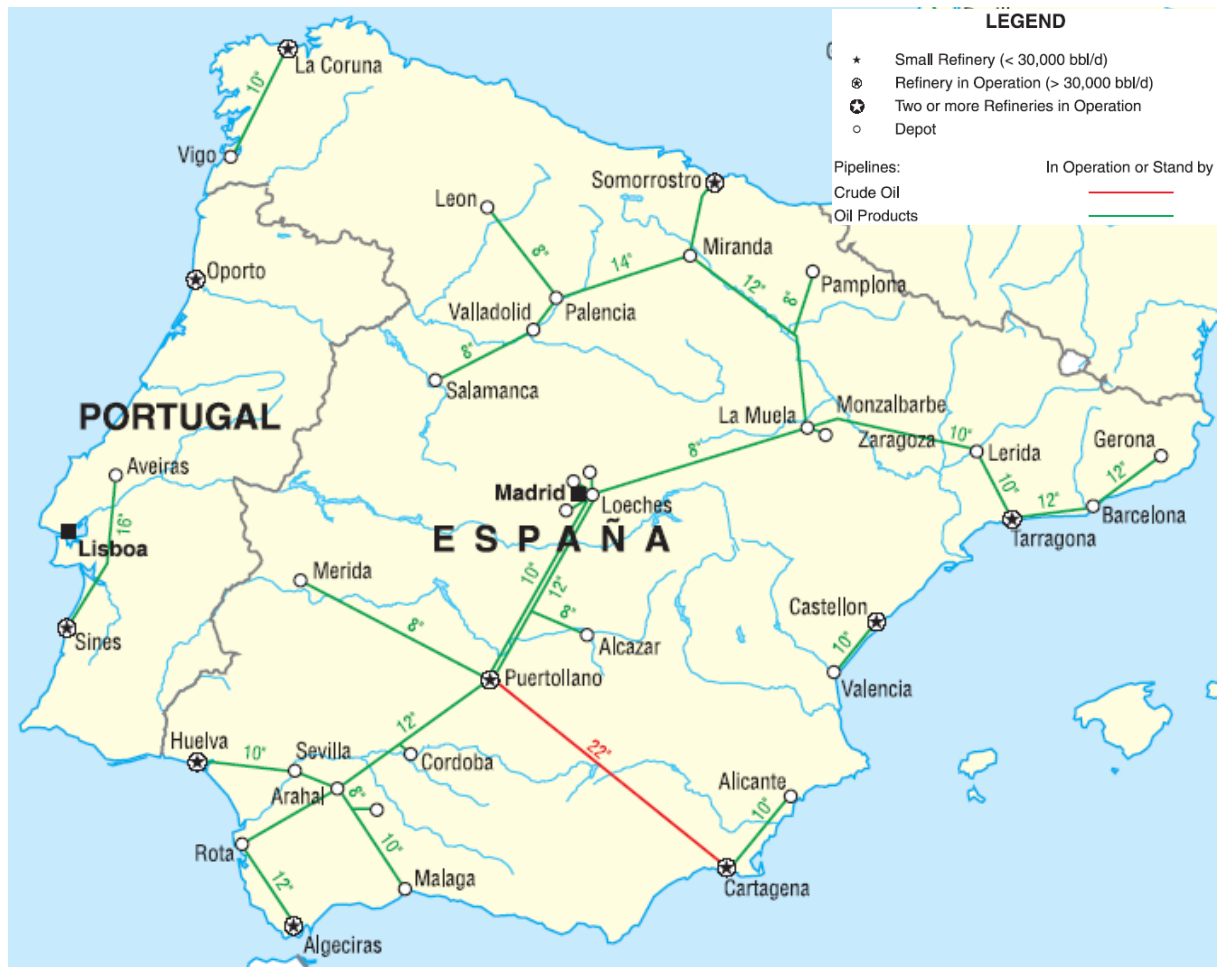 LEGEND
Small Refinery (< 30,000 bbl/d)
Refinery in Operation (> 30,000 bbl/d)
Two or more Refineries in Operation
Depot
Pipelines: In Operation or Stand by
Crude Oil
Oil Products
La Coruna
10"
Vigo
Somorrostro
Leon
8"
14"
Miranda
12"
8"
Pamplona
Oporto
Valladolid
Palencia
8"
Salamanca
PORTUGAL
La Muela
Monzalbarbe
Zaragoza
10"
Lerida
Gerona
8"
10"
12"
12"
Barcelona
Tarragona
Aveiras
Madrid
Loeches
16"
Lisboa
ESPAÑA
10"
12"
8"
Merida
8"
Alcazar
Castellon
10"
Valencia
Sines
Puertollano
12"
22"
Huelva
10"
Sevilla
Cordoba
Arahal
8"
10"
Alicante
10"
Rota
12"
Malaga
Cartagena
Algeciras